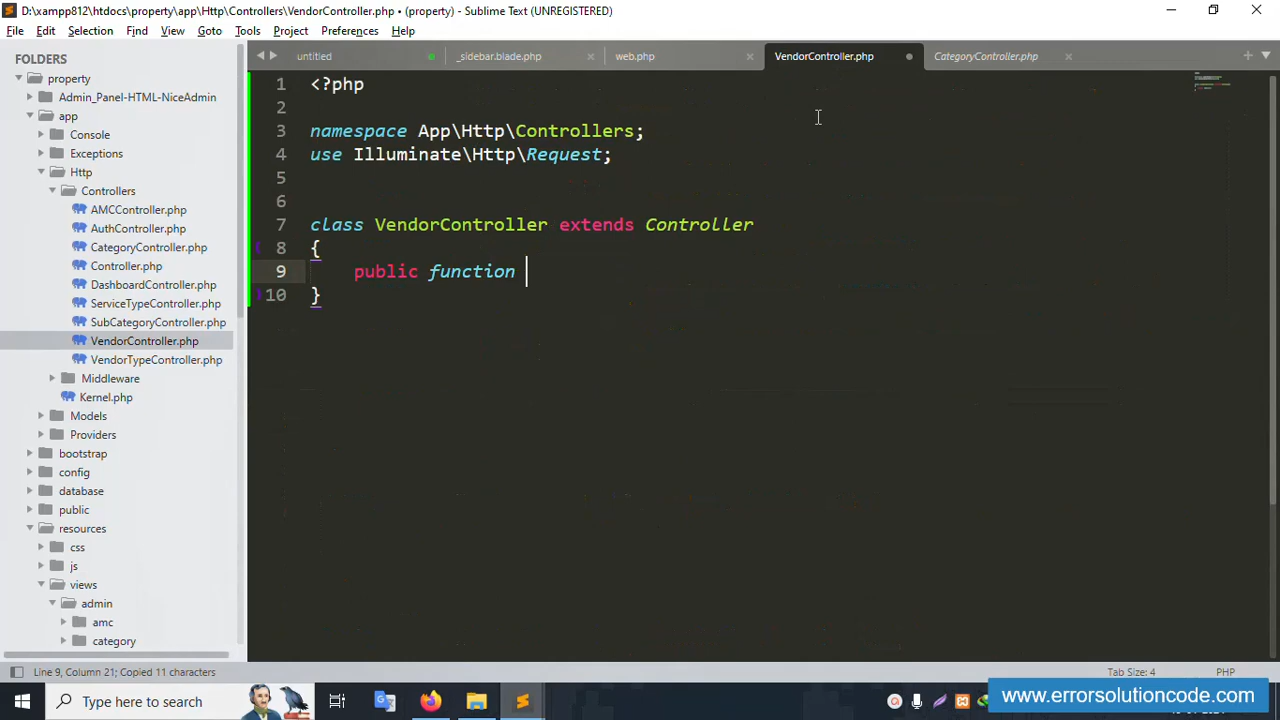 D:\xampp812\htdocs\property\app\Http\Controllers\VendorController.php • (property) - Sublime Text (UNREGISTERED)
File Edit Selection Find View Goto Tools Project Preferences Help
FOLDERS
property
Admin_Panel-HTML-NiceAdmin
app
Console
Exceptions
Http
Controllers
AMCController.php
AuthController.php
CategoryController.php
Controller.php
DashboardController.php
ServiceTypeController.php
SubCategoryController.php
VendorController.php
VendorTypeController.php
Middleware
Kernel.php
Models
Providers
bootstrap
config
database
public
resources
css
js
views
admin
amc
category
untitled _sidebar.blade.php web.php VendorController.php CategoryController.php
1 <?php
2
3 namespace App\Http\Controllers;
4 use Illuminate\Http\Request;
5
6
7 class VendorController extends Controller
8 {
9 public function
10 }
Line 9, Column 21; Copied 11 characters Tab Size: 4 PHP
Type here to search
www.errorsolutioncode.com